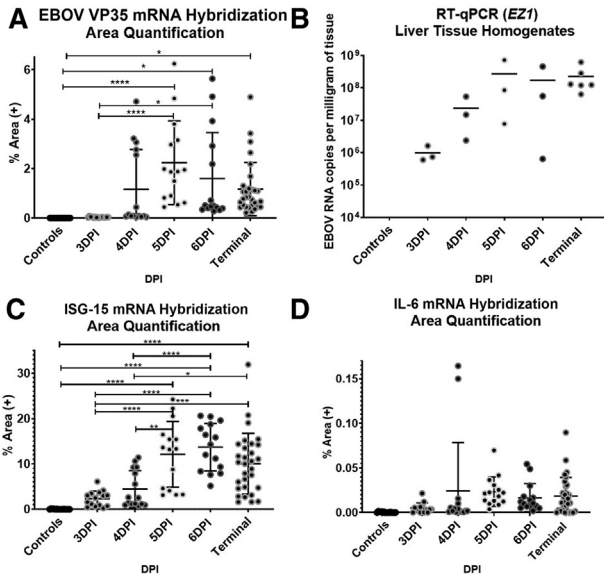 A
EBOV VP35 mRNA Hybridization
Area Quantification
% Area (+)
6
4
2
0
*
*
****
*
****
Controls
3DPI
4DPI
5DPI
6DPI
Terminal
DPI
B
RT-qPCR (EZ1)
Liver Tissue Homogenates
EBOV RNA copies per milligram of tissue
10⁹
10⁸
10⁶
10⁵
10⁴
Controls
3DPI
4DPI
5DPI
6DPI
Terminal
DPI
C
ISG-15 mRNA Hybridization
Area Quantification
% Area (+)
30
20
10
0
****
****
****
*
****
****
***
****
**
Controls
3DPI
4DPI
5DPI
6DPI
Terminal
DPI
D
IL-6 mRNA Hybridization
Area Quantification
% Area (+)
0.15
0.10
0.05
0.00
Controls
3DPI
4DPI
5DPI
6DPI
Terminal
DPI